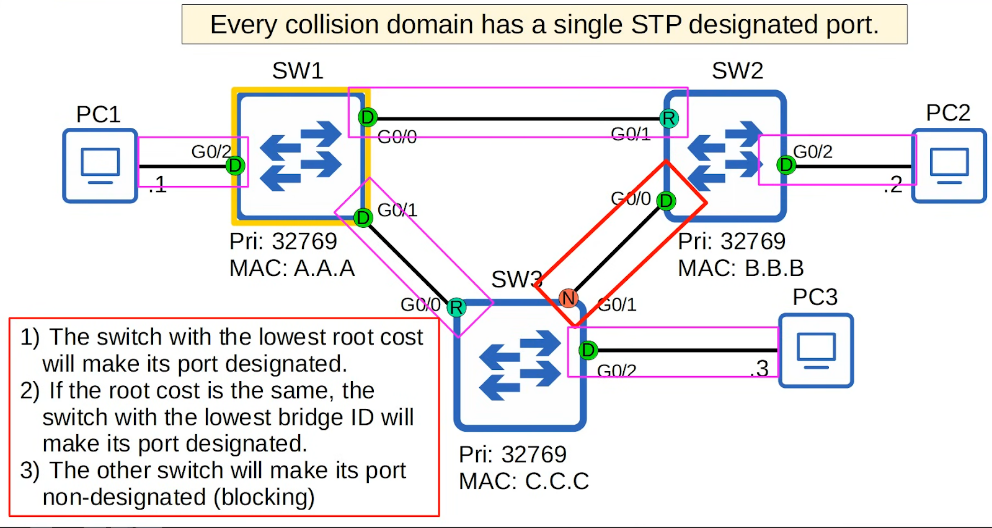 Every collision domain has a single STP designated port.
SW1
SW2
PC1
PC2
D
G0/0
G0/1
R
G0/2
D
.1
D
G0/2
.2
G0/1
D
G0/0
D
Pri: 32769
MAC: A.A.A
Pri: 32769
MAC: B.B.B
SW3
G0/0
R
N
G0/1
PC3
D
G0/2
.3
1) The switch with the lowest root cost
will make its port designated.
2) If the root cost is the same, the
switch with the lowest bridge ID will
make its port designated.
3) The other switch will make its port
non-designated (blocking)
Pri: 32769
MAC: C.C.C